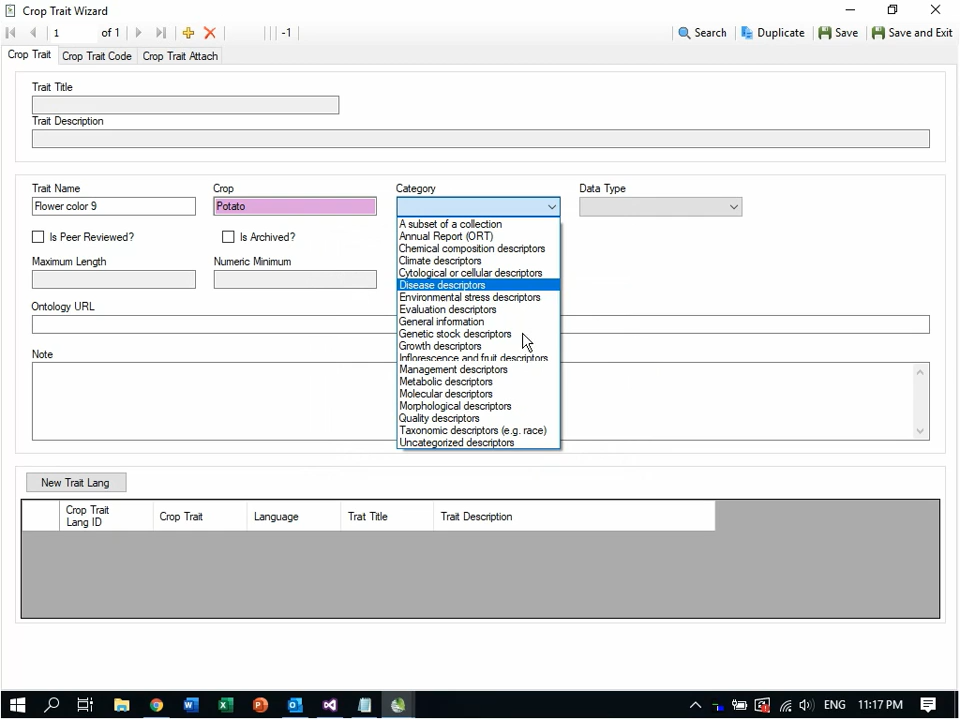 Crop Trait Wizard
1 of 1 -1 Search Duplicate Save Save and Exit
Crop Trait Crop Trait Code Crop Trait Attach
Trait Title
Trait Description
Trait Name Crop Category Data Type
Flower color 9 Potato
A subset of a collection
Is Peer Reviewed? Is Archived?
Annual Report (ORT)
Chemical composition descriptors
Maximum Length Numeric Minimum
Climate descriptors
Cytological or cellular descriptors
Disease descriptors
Environmental stress descriptors
Ontology URL
Evaluation descriptors
General information
Genetic stock descriptors
Growth descriptors
Note
Inflorescence and fruit descriptors
Management descriptors
Metabolic descriptors
Molecular descriptors
Morphological descriptors
Quality descriptors
Taxonomic descriptors (e.g. race)
Uncategorized descriptors
New Trait Lang
Crop Trait
Lang ID
Crop Trait Language Trat Title Trait Description
ENG 11:17 PM